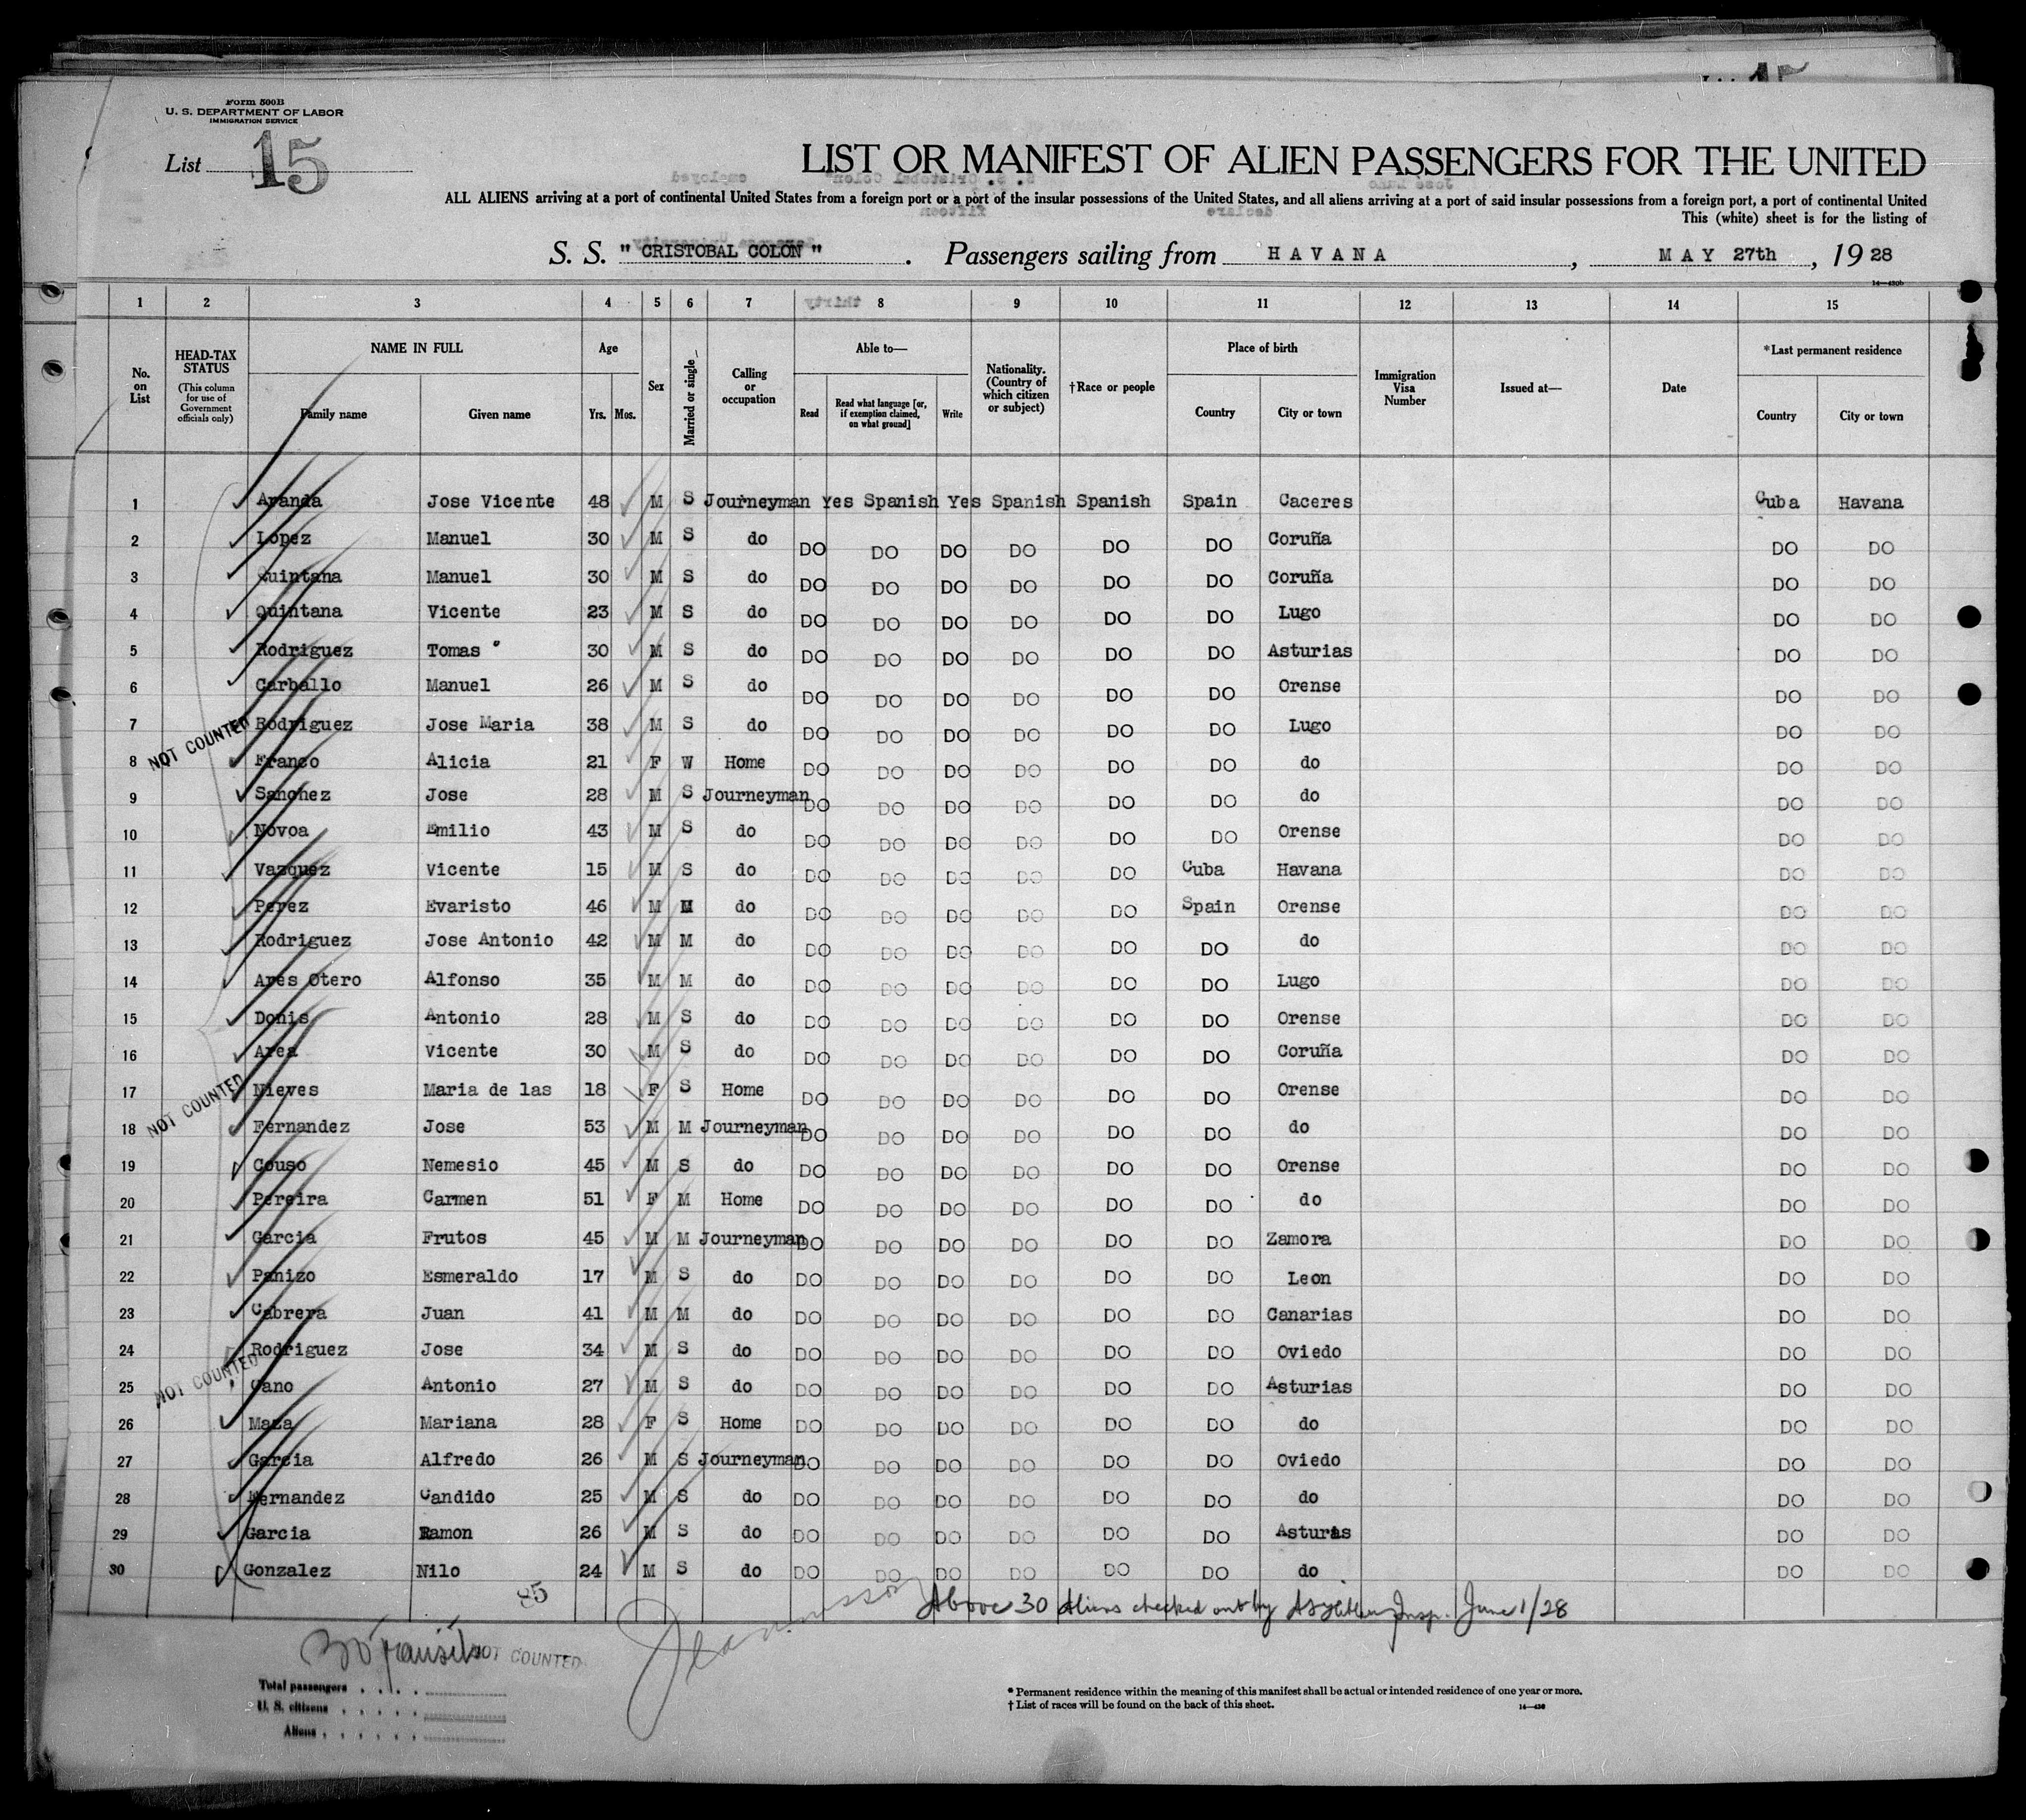 Form 500B
U. S. DEPARTMENT OF LABOR
IMMIGRATION SERVICE
List 15
LIST OR MANIFEST OF ALIEN PASSENGERS FOR THE UNITED
ALL ALIENS arriving at a port of continental United States from a foreign port or a port of the insular possessions of the United States, and all aliens arriving at a port of said insular possessions from a foreign port, a port of continental United
This (white) sheet is for the listing of
S. S. " CRISTOBAL COLON " . Passengers sailing from HAVANA , MAY 27th , 19 28
14—430b
1 2 3 4 5 6 7 8 9 10 11 12 13 14 15
No. on List
HEAD-TAX STATUS (This column for use of Government officials only)
NAME IN FULL Family name Given name
Age Yrs. Mos.
Sex
Married or single
Calling or occupation
Able to— Read Read what language [or, if exemption claimed, on what ground] Write
Nationality. (Country of which citizen or subject)
†Race or people
Place of birth Country City or town
Immigration Visa Number
Issued at—
Date
*Last permanent residence Country City or town
1 Aranda Jose Vicente 48 M S Journeyman Yes Spanish Yes Spanish Spanish Spain Caceres Cuba Havana
2 Lopez Manuel 30 M S do DO DO DO DO DO DO Coruña DO DO
3 Quintana Manuel 30 M S do DO DO DO DO DO DO Coruña DO DO
4 Quintana Vicente 23 M S do DO DO DO DO DO DO Lugo DO DO
5 Rodriguez Tomas 30 M S do DO DO DO DO DO DO Asturias DO DO
6 Carballo Manuel 26 M S do DO DO DO DO DO DO Orense DO DO
7 Rodriguez Jose Maria 38 M S do DO DO DO DO DO DO Lugo DO DO
NOT COUNTED
8 Franco Alicia 21 F W Home DO DO DO DO DO DO do DO DO
9 Sanchez Jose 28 M S Journeyman DO DO DO DO DO DO do DO DO
10 Novoa Emilio 43 M S do DO DO DO DO DO DO Orense DO DO
11 Vazquez Vicente 15 M S do DO DO DO DO DO Cuba Havana DO DO
12 Perez Evaristo 46 M M do DO DO DO DO DO Spain Orense DO DO
13 Rodriguez Jose Antonio 42 M M do DO DO DO DO DO DO do DO DO
14 Ares Otero Alfonso 35 M M do DO DO DO DO DO DO Lugo DO DO
15 Donis Antonio 28 M S do DO DO DO DO DO DO Orense DO DO
16 Area Vicente 30 M S do DO DO DO DO DO DO Coruña DO DO
17 Nieves Maria de las 18 F S Home DO DO DO DO DO DO Orense DO DO
NOT COUNTED
18 Fernandez Jose 53 M M Journeyman DO DO DO DO DO DO do DO DO
19 Couso Nemesio 45 M S do DO DO DO DO DO DO Orense DO DO
20 Pereira Carmen 51 F M Home DO DO DO DO DO DO do DO DO
21 Garcia Frutos 45 M M Journeyman DO DO DO DO DO DO Zamora DO DO
22 Panizo Esmeraldo 17 M S do DO DO DO DO DO DO Leon DO DO
23 Cabrera Juan 41 M M do DO DO DO DO DO DO Canarias DO DO
24 Rodriguez Jose 34 M S do DO DO DO DO DO DO Oviedo DO DO
NOT COUNTED
25 Cano Antonio 27 M S do DO DO DO DO DO DO Asturias DO DO
26 Maza Mariana 28 F S Home DO DO DO DO DO DO do DO DO
27 Garcia Alfredo 26 M S Journeyman DO DO DO DO DO DO Oviedo DO DO
28 Fernandez Candido 25 M S do DO DO DO DO DO DO do DO DO
29 Garcia Ramon 26 M S do DO DO DO DO DO DO Asturas DO DO
30 Gonzalez Nilo 24 M S do DO DO DO DO DO DO do DO DO
Above 30 Aliens checked out by Insp. June 1/28
30 Transits NOT COUNTED
Total passengers
U. S. citizens
Aliens
* Permanent residence within the meaning of this manifest shall be actual or intended residence of one year or more.
† List of races will be found on the back of this sheet.
14—430